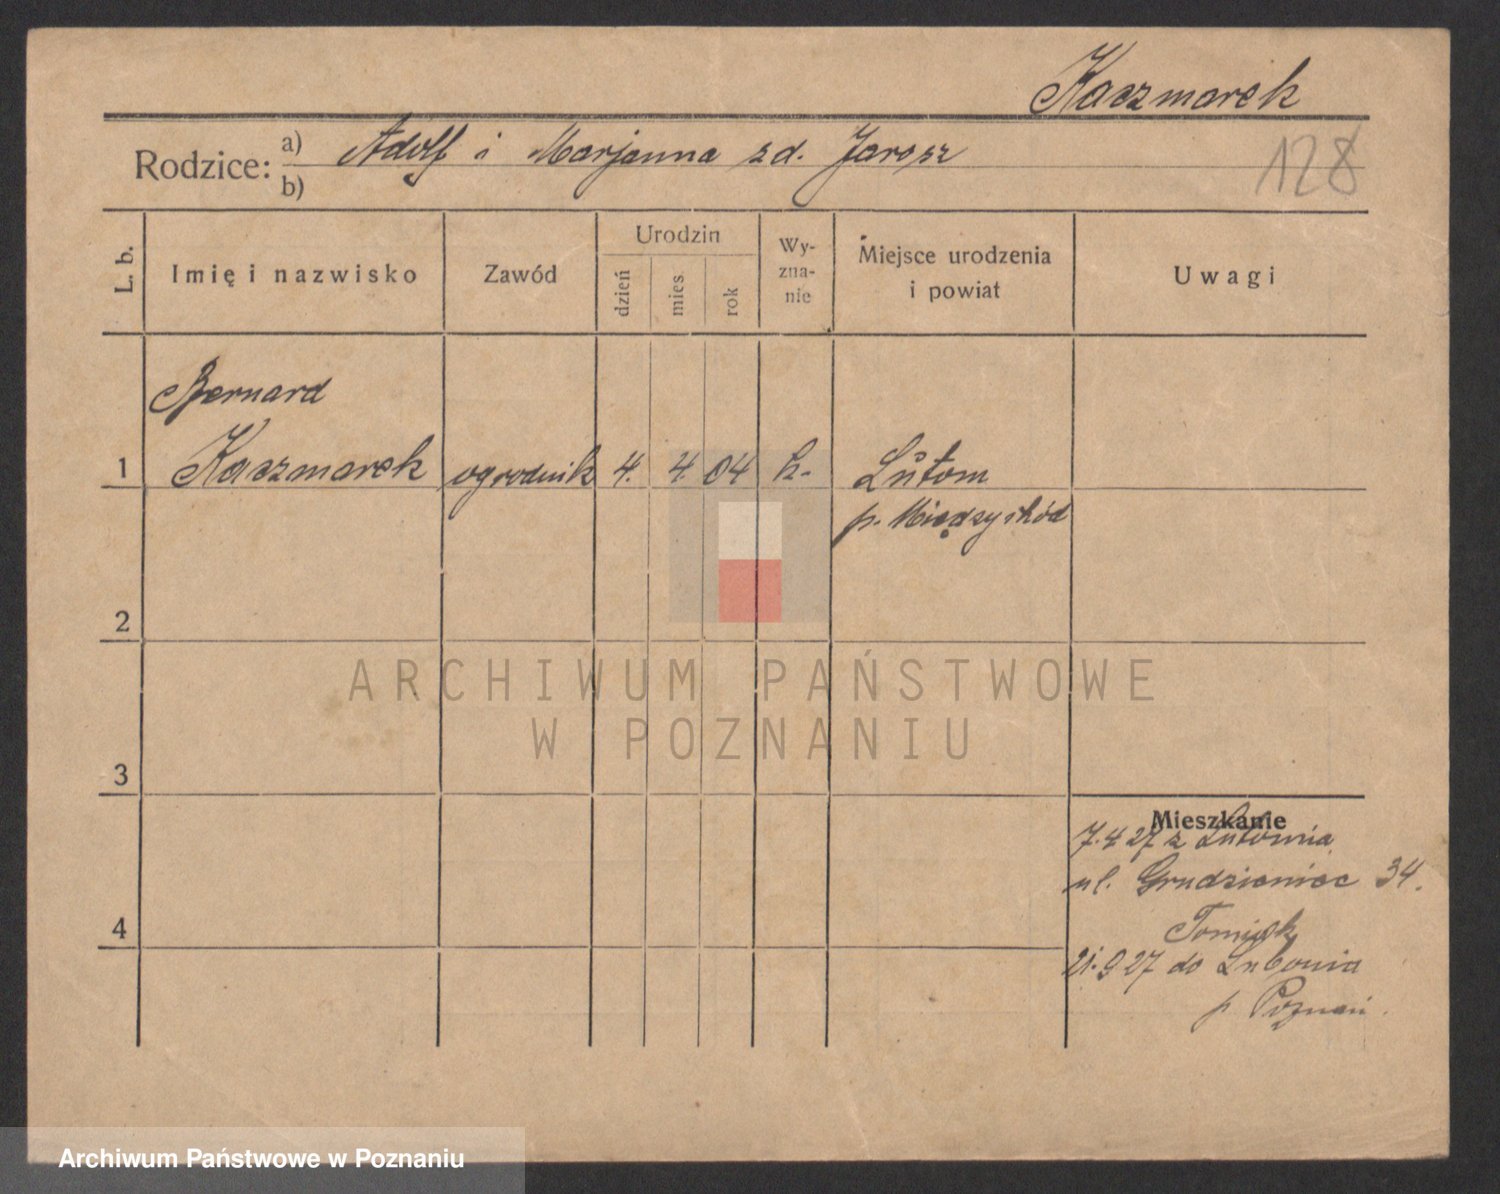 Kaczmarek
Rodzice: a) Adolf i Marjanna zd. Jarosz
b)
128
L. b.
Imię i nazwisko
Zawód
Urodzin
dzień
mies
rok
Wy-
zna-
nie
Miejsce urodzenia
i powiat
Uwagi
Bernard
1 Kaczmarek ogrodnik 4. 4. 04 k- Lutom
p. Międzychód
2
ARCHIWUM PAŃSTWOWE
W POZNANIU
3
Mieszkanie
7.4 27 z Lutomia
ul. Grudzieniec 34.
4
21.9 27 do Lubonia
p Poznań.
Archiwum Państwowe w Poznaniu